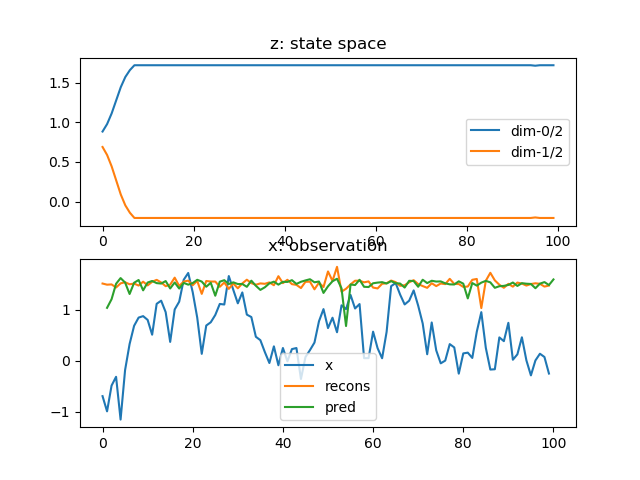 z: state space
1.5
1.0
0.5
0.0
dim-0/2
dim-1/2
0 20 40 60 80 100
x: observation
1
0
−1
x
recons
pred
0 20 40 60 80 100